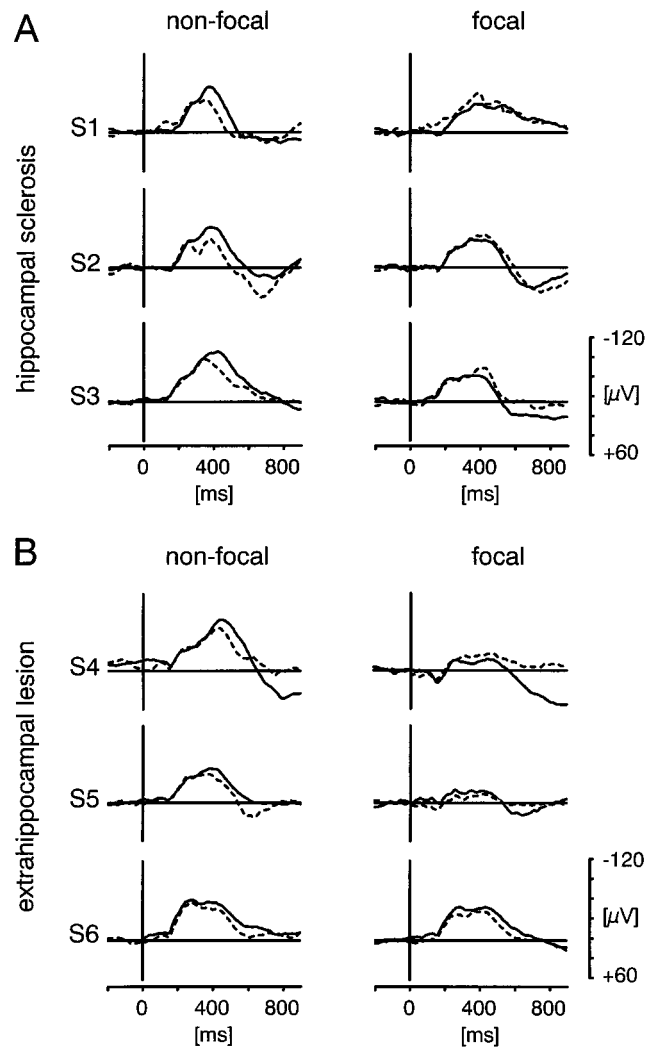 A
non-focal focal
hippocampal sclerosis
S1
S2
S3
-120
[µV]
+60
0 400 800 0 400 800
[ms] [ms]
B
non-focal focal
extrahippocampal lesion
S4
S5
S6
-120
[µV]
+60
0 400 800 0 400 800
[ms] [ms]